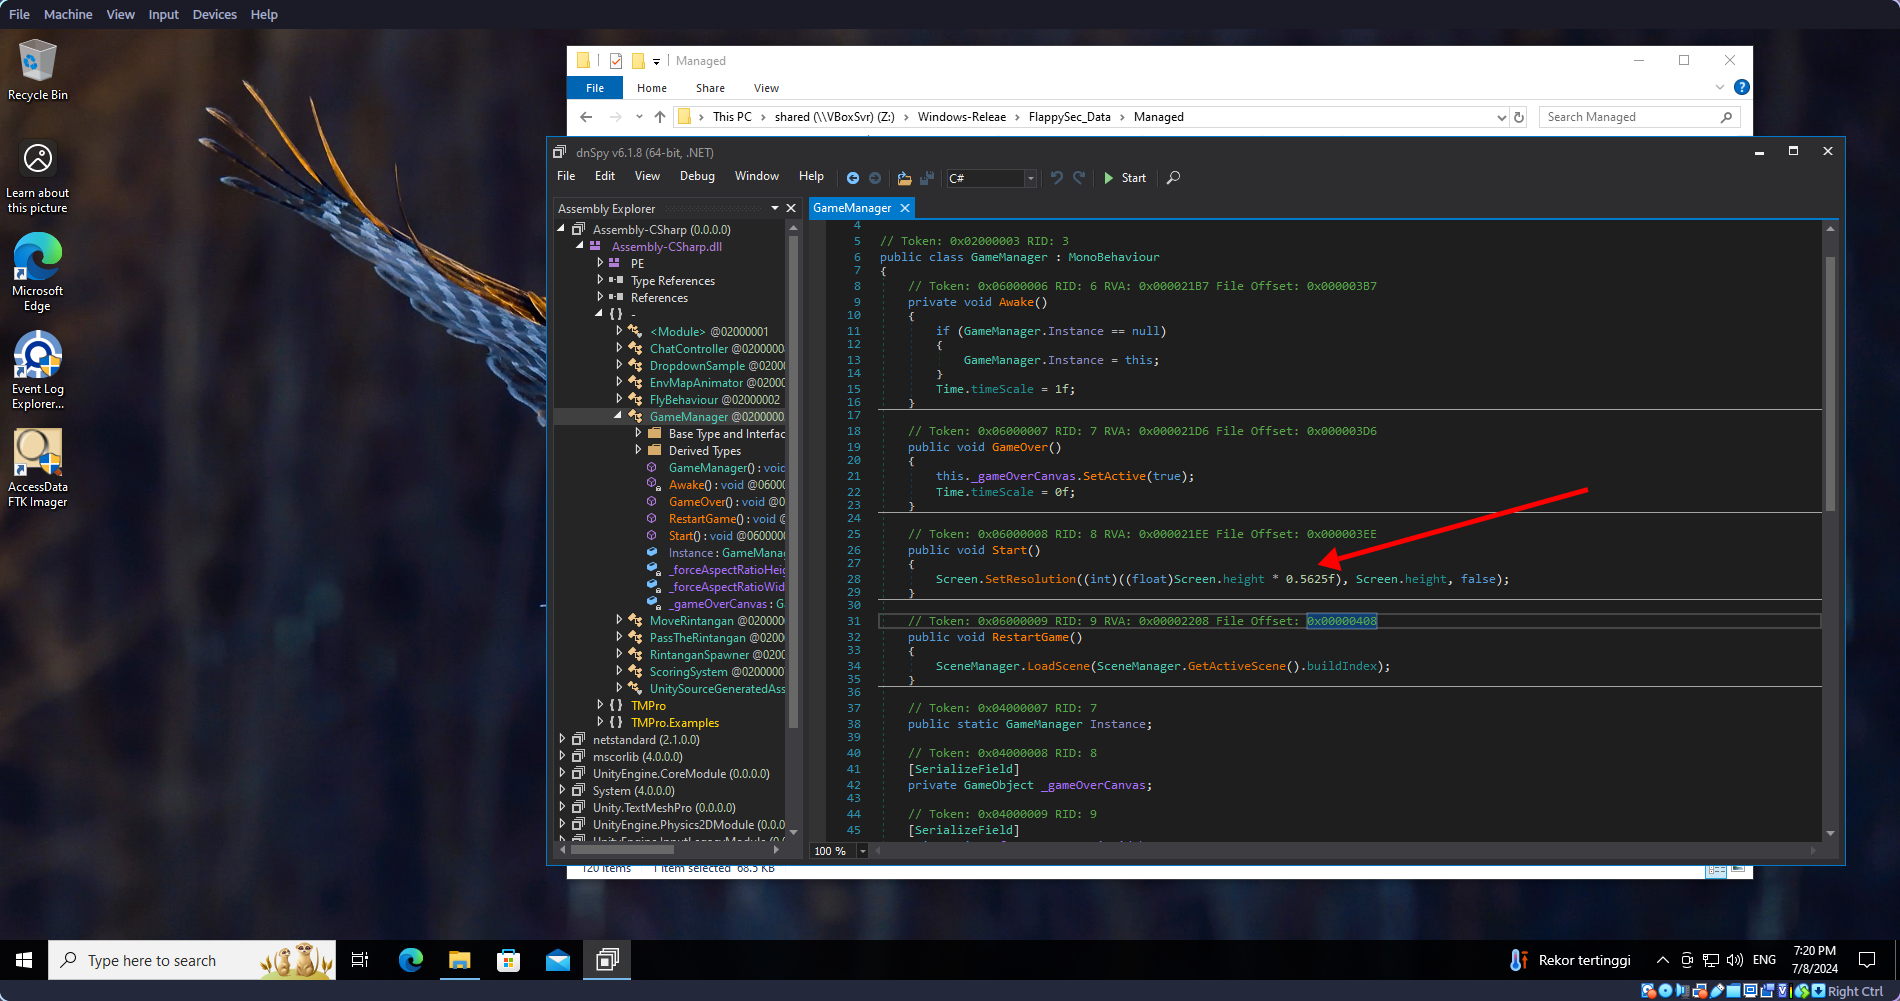 File Machine View Input Devices Help
Recycle Bin
Learn about
this picture
Microsoft
Edge
Event Log
Explorer...
AccessData
FTK Imager
Managed
File Home Share View
This PC › shared (\\VBoxSvr) (Z:) › Windows-Releae › FlappySec_Data › Managed
Search Managed
dnSpy v6.1.8 (64-bit, .NET)
File Edit View Debug Window Help C# Start
Assembly Explorer
Assembly-CSharp (0.0.0.0)
Assembly-CSharp.dll
PE
Type References
References
{ } -
<Module> @02000001
ChatController @0200000
DropdownSample @0200
EnvMapAnimator @0200
FlyBehaviour @02000002
GameManager @0200000
Base Type and Interfac
Derived Types
GameManager() : void
Awake() : void @0600
GameOver() : void @0
RestartGame() : void @
Start() : void @060000
Instance : GameMana
_forceAspectRatioHei
_forceAspectRatioWid
_gameOverCanvas : G
MoveRintangan @02000
PassTheRintangan @020
RintanganSpawner @020
ScoringSystem @0200000
UnitySourceGeneratedAss
{ } TMPro
{ } TMPro.Examples
netstandard (2.1.0.0)
mscorlib (4.0.0.0)
UnityEngine.CoreModule (0.0.0.0)
System (4.0.0.0)
Unity.TextMeshPro (0.0.0.0)
UnityEngine.Physics2DModule (0.0.0
GameManager
4
5 // Token: 0x02000003 RID: 3
6 public class GameManager : MonoBehaviour
7 {
8 // Token: 0x06000006 RID: 6 RVA: 0x000021B7 File Offset: 0x000003B7
9 private void Awake()
10 {
11 if (GameManager.Instance == null)
12 {
13 GameManager.Instance = this;
14 }
15 Time.timeScale = 1f;
16 }
17
18 // Token: 0x06000007 RID: 7 RVA: 0x000021D6 File Offset: 0x000003D6
19 public void GameOver()
20 {
21 this._gameOverCanvas.SetActive(true);
22 Time.timeScale = 0f;
23 }
24
25 // Token: 0x06000008 RID: 8 RVA: 0x000021EE File Offset: 0x000003EE
26 public void Start()
27 {
28 Screen.SetResolution((int)((float)Screen.height * 0.5625f), Screen.height, false);
29 }
30
31 // Token: 0x06000009 RID: 9 RVA: 0x00002208 File Offset: 0x00000408
32 public void RestartGame()
33 {
34 SceneManager.LoadScene(SceneManager.GetActiveScene().buildIndex);
35 }
36
37 // Token: 0x04000007 RID: 7
38 public static GameManager Instance;
39
40 // Token: 0x04000008 RID: 8
41 [SerializeField]
42 private GameObject _gameOverCanvas;
43
44 // Token: 0x04000009 RID: 9
45 [SerializeField]
100 %
120 items 1 item selected 68.5 KB
Type here to search
Rekor tertinggi
ENG
7:20 PM
7/8/2024
Right Ctrl